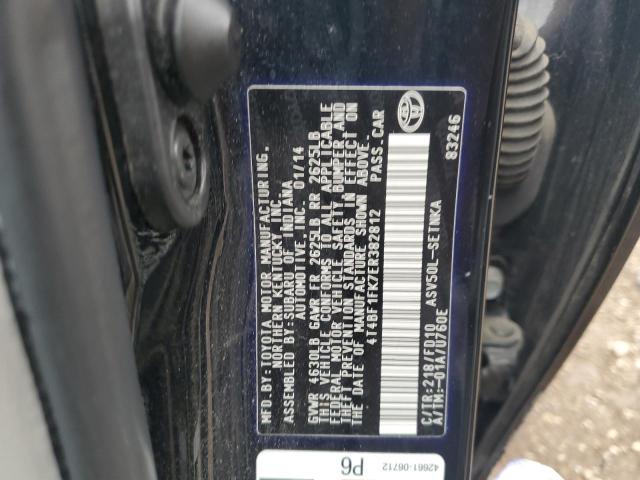 MFD.BY:TOYOTA MOTOR MANUFACTURING.
NORTHERN KENTUCKY, INC.
ASSEMBLED BY:SUBARU OF INDIANA
AUTOMOTIVE, INC. 01/14
GVWR 4630LB GAWR FR 2625LB RR 2625LB
THIS VEHICLE CONFORMS TO ALL APPLICABLE
FEDERAL MOTOR VEHICLE SAFETY, BUMPER, AND
THEFT PREVENTION STANDARDS IN EFFECT ON
THE DATE OF MANUFACTURE SHOWN ABOVE.
4T4BF1FK7ER382812 PASS.CAR
C/TR:218/FD10 ASV50L-SETNKA
A/TM:-01A/U760E 83246
42661-06712
P6